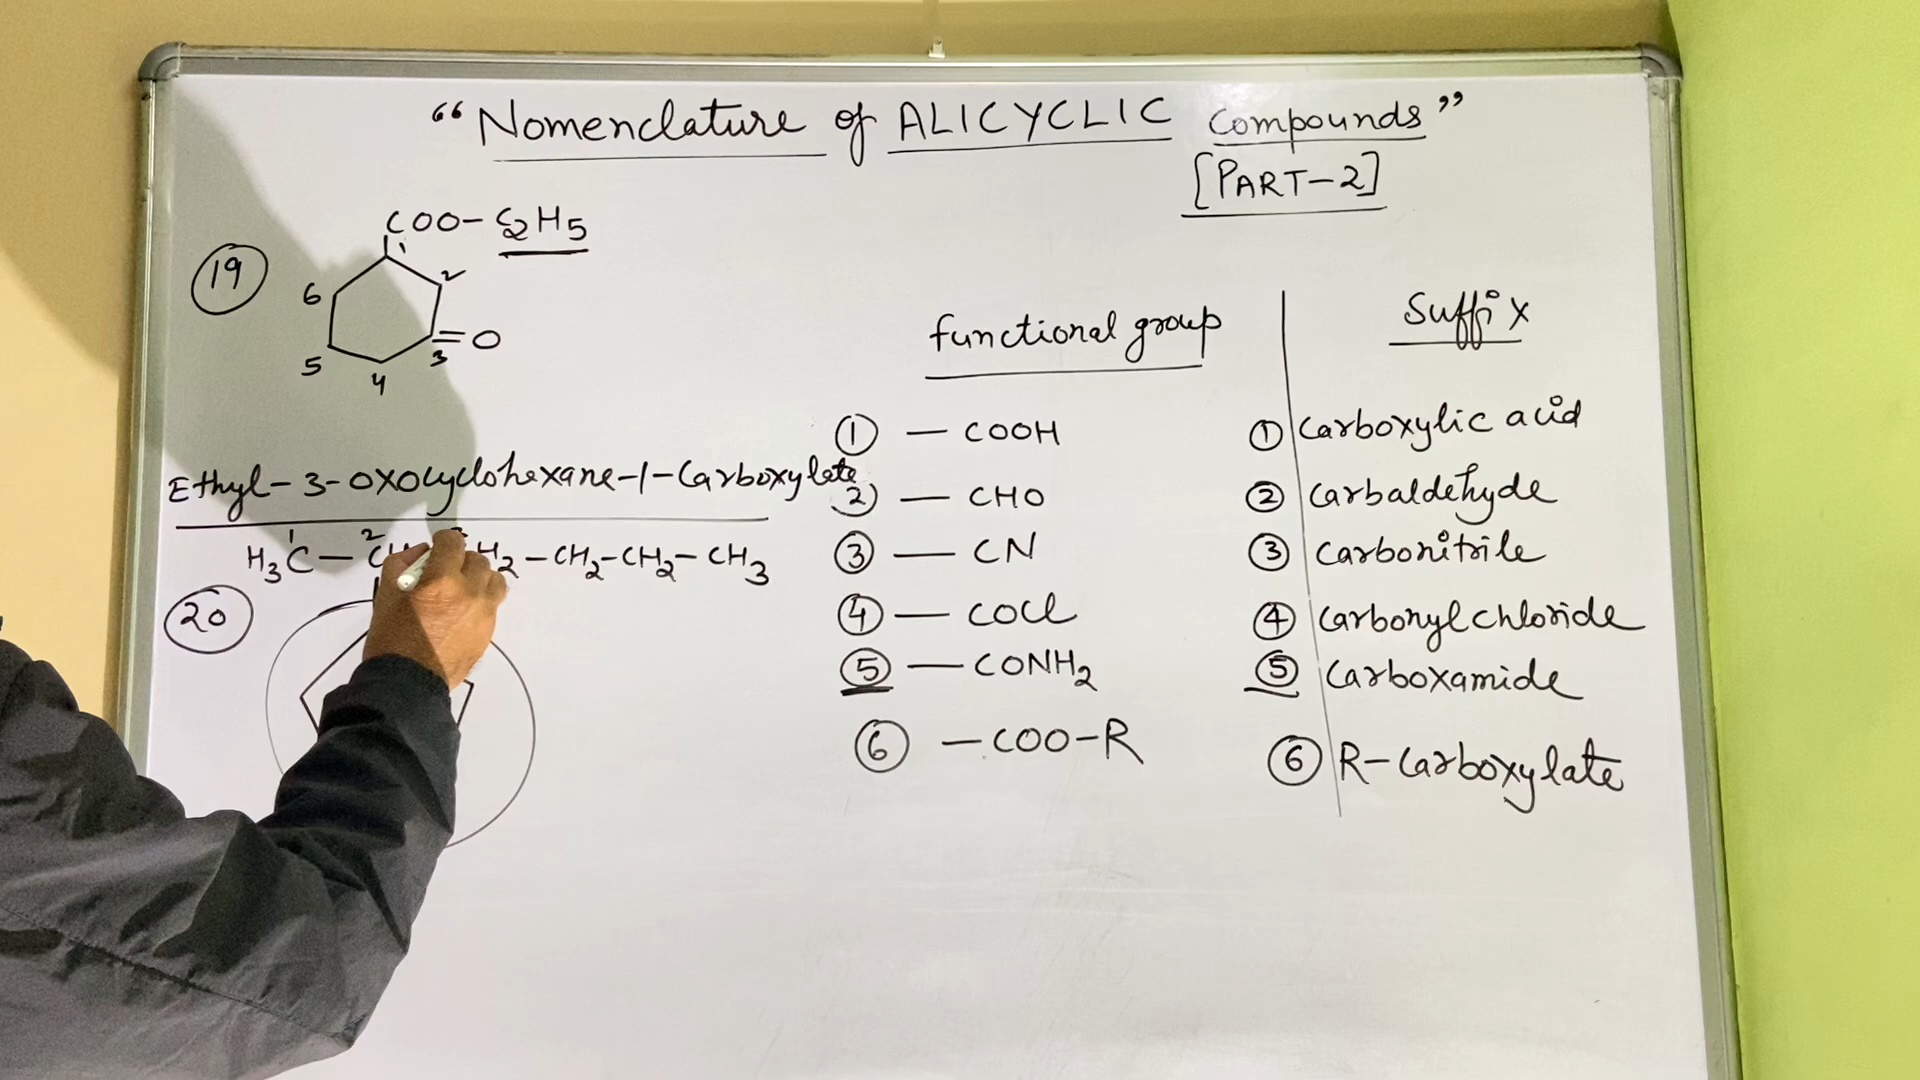 “Nomenclature of ALICYCLIC Compounds”
[PART-2]
19
COO-C2H5
1
2
6
=O
3
5
4
Ethyl-3-oxocyclohexane-1-Carboxylate
1 2
H3C-CH2-CH2-CH2-CH3
20
functional group
Suffix
1 — COOH
1 Carboxylic acid
2 — CHO
2 Carbaldehyde
3 — CN
3 Carbonitrile
4 — COCl
4 Carbonyl chloride
5 — CONH2
5 Carboxamide
6 — COO-R
6 R-Carboxylate